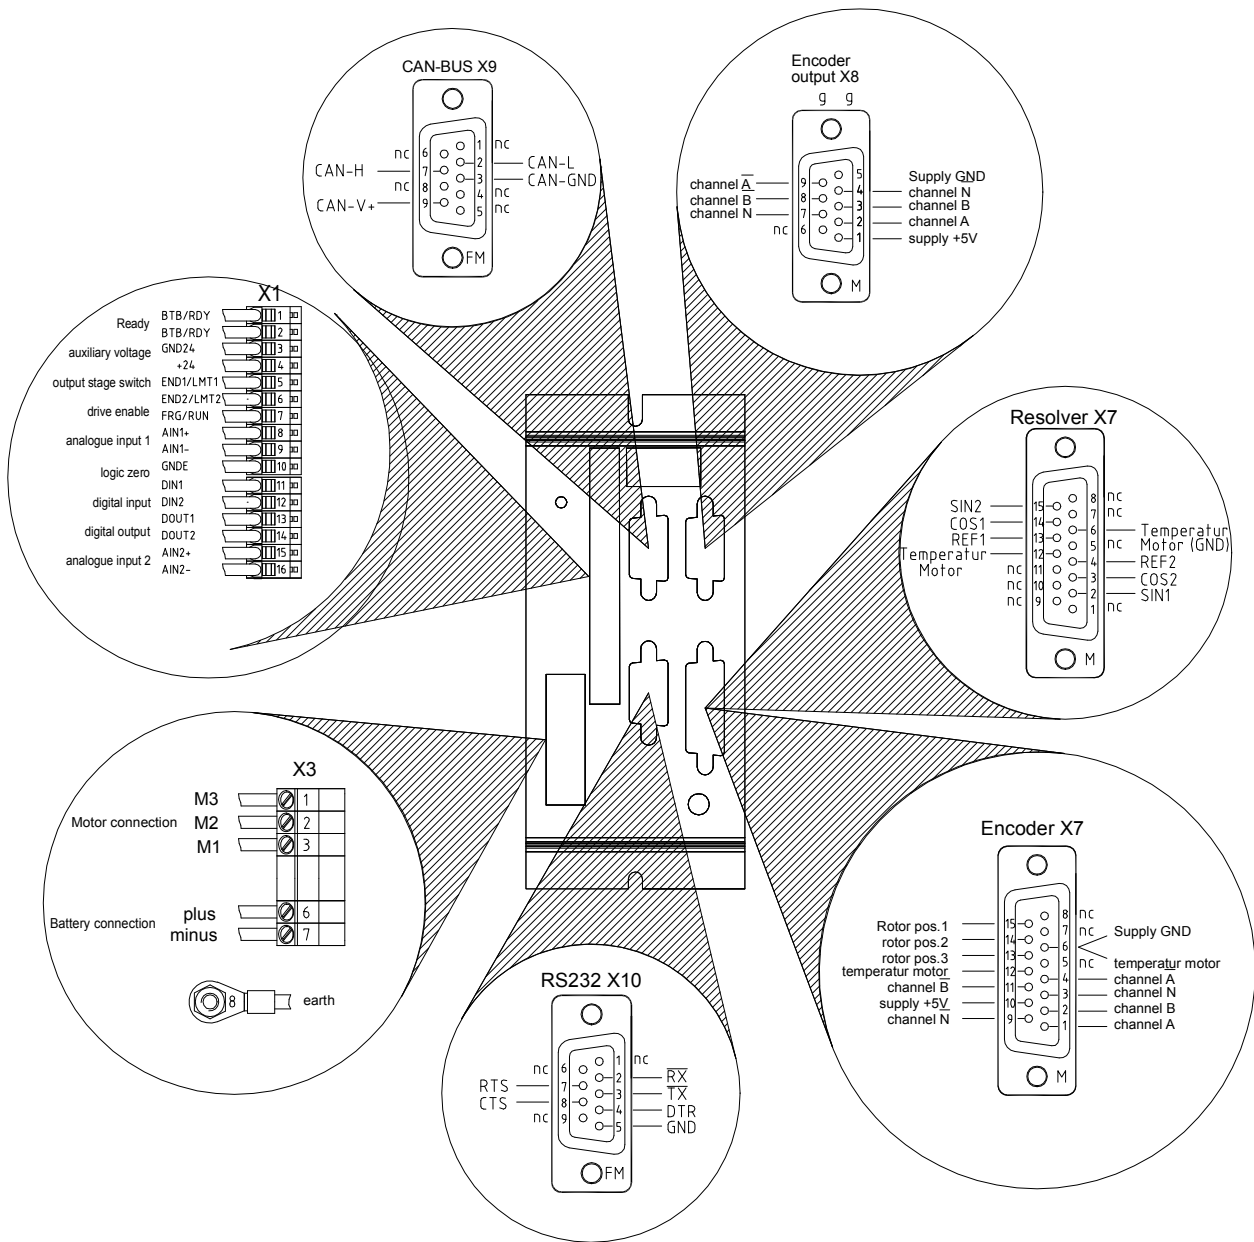 CAN-BUS X9
nc 6 1 nc
CAN-H 7 2 CAN-L
nc 8 3 CAN-GND
CAN-V+ 9 4 nc
5 nc
FM
Encoder
output X8
g g
channel A̅ 9 5 Supply GND
channel B̅ 8 4 channel N̅
channel N 7 3 channel B
nc 6 2 channel A
1 supply +5V
M
X1
Ready BTB/RDY 1
BTB/RDY 2
auxiliary voltage GND24 3
+24 4
output stage switch END1/LMT1 5
END2/LMT2 6
drive enable FRG/RUN 7
analogue input 1 AIN1+ 8
AIN1- 9
logic zero GNDE 10
DIN1 11
digital input DIN2 12
DOUT1 13
digital output DOUT2 14
analogue input 2 AIN2+ 15
AIN2- 16
Resolver X7
8 nc
SIN2 15 7 nc
COS1 14 6 Temperatur
REF1 13 5 nc Motor (GND)
Temperatur 12 4 REF2
Motor nc 11 3 COS2
nc 10 2 SIN1
nc 9 1 nc
M
X3
M3 1
Motor connection M2 2
M1 3
plus 6
Battery connection
minus 7
8 earth
Encoder X7
8 nc
Rotor pos.1 15 7 nc Supply GND
rotor pos.2 14 6
rotor pos.3 13 5 nc temperatur motor
temperatur motor 12 4 channel A̅
channel B̅ 11 3 channel N
supply +5V 10 2 channel B
channel N̅ 9 1 channel A
M
RS232 X10
nc 6 1 nc
RTS 7 2 R̅X̅
CTS 8 3 T̅X̅
nc 9 4 DTR
5 GND
FM